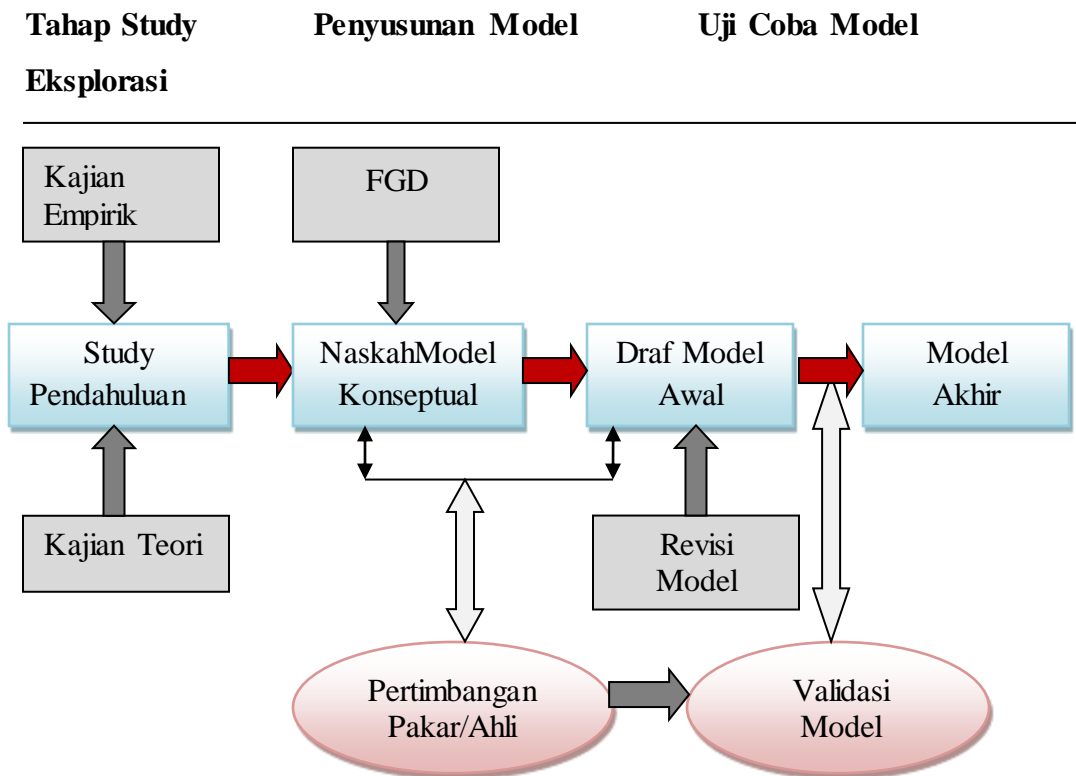 Tahap Study
Eksplorasi
Penyusunan Model
Uji Coba Model
Kajian
Empirik
FGD
Study
Pendahuluan
NaskahModel
Konseptual
Draf Model
Awal
Model
Akhir
Kajian Teori
Revisi
Model
Pertimbangan
Pakar/Ahli
Validasi
Model